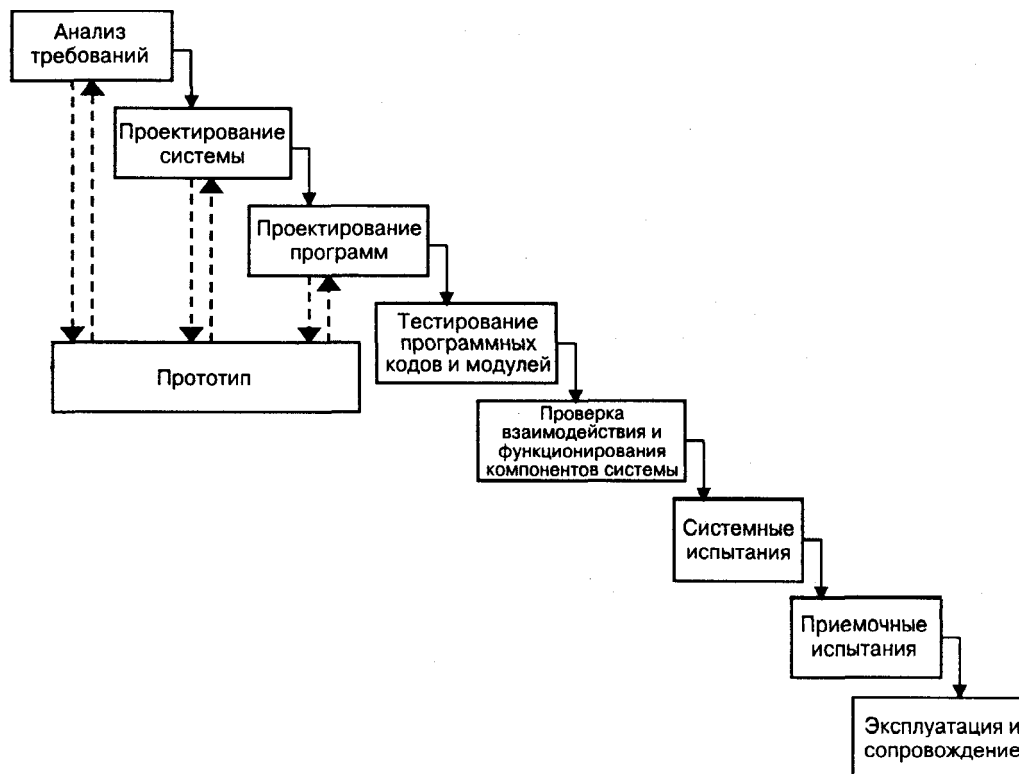 Анализ
требований
Проектирование
системы
Проектирование
программ
Тестирование
программных
кодов и модулей
Прототип
Проверка
взаимодействия и
функционирования
компонентов системы
Системные
испытания
Приемочные
испытания
Эксплуатация и
сопровождение